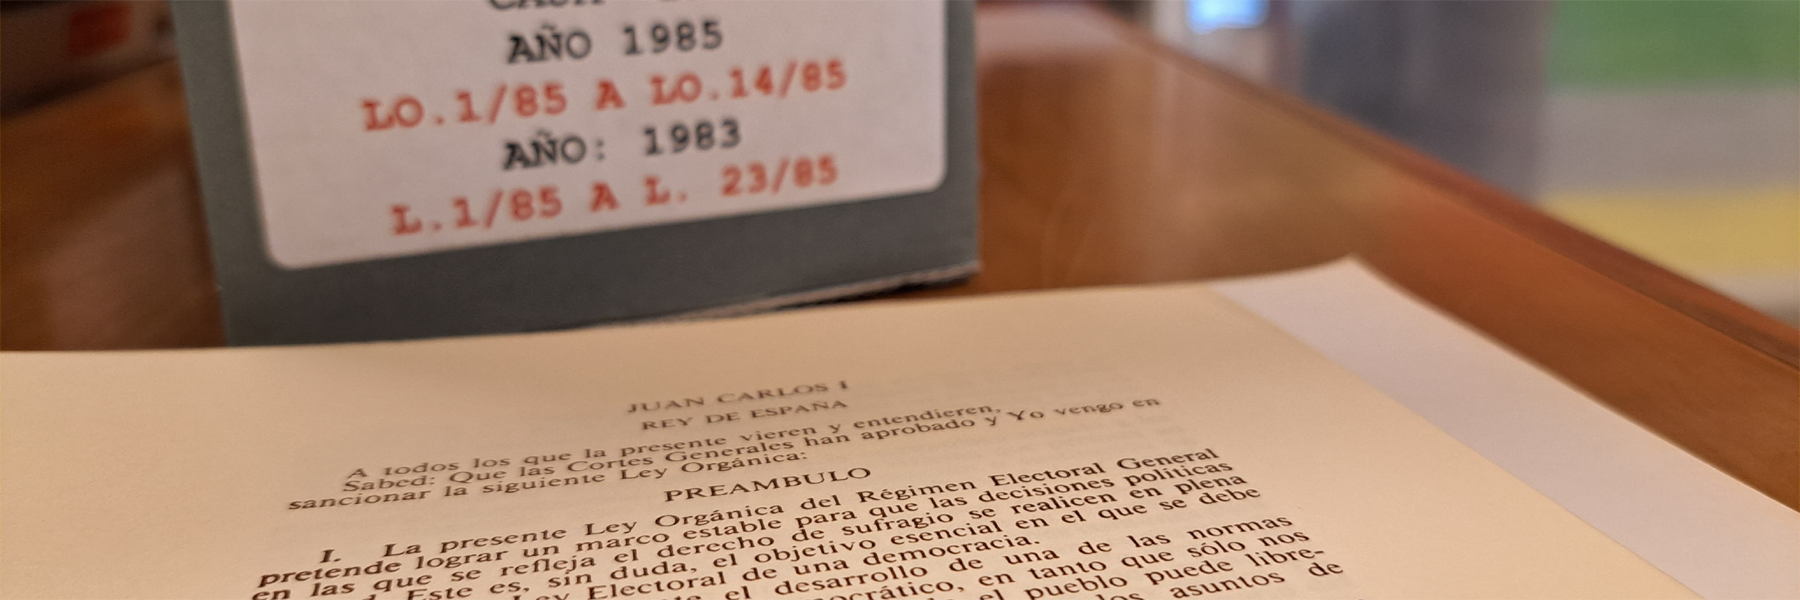 AÑO 1985
LO.1/85 A LO.14/85
AÑO: 1983
L.1/85 A L. 23/85
JUAN CARLOS I
REY DE ESPAÑA
A todos los que la presente vieren y entendieren,
Sabed: Que las Cortes Generales han aprobado y Yo vengo en
sancionar la siguiente Ley Orgánica:
PREAMBULO
I. La presente Ley Orgánica del Régimen Electoral General
pretende lograr un marco estable para que las decisiones políticas
en las que se refleja el derecho de sufragio se realicen en plena
Este es, sin duda, el objetivo esencial en el que se debe
Ley Electoral de una democracia.
el desarrollo de una de las normas
en tanto que sólo nos
el pueblo puede libre-
asuntos de